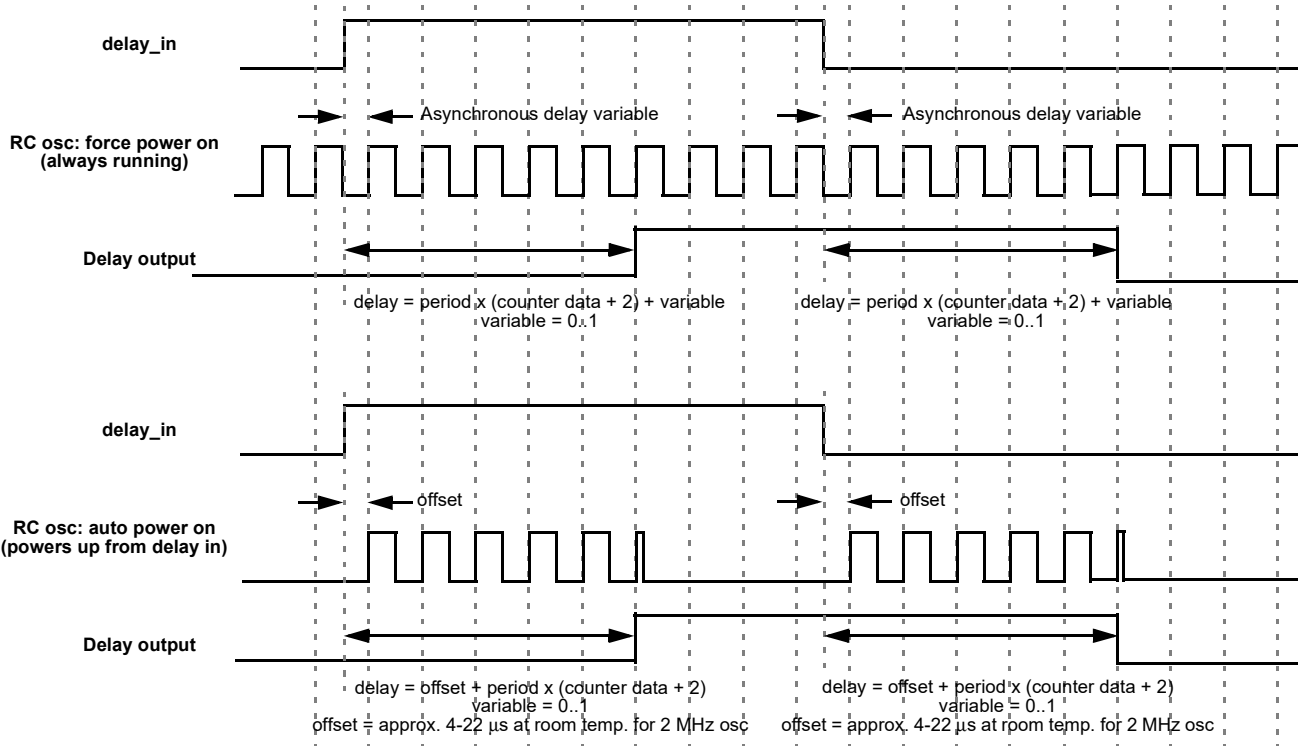 delay_in
Asynchronous delay variable
Asynchronous delay variable
RC osc: force power on
(always running)
Delay output
delay = period x (counter data + 2) + variable
variable = 0..1
delay = period x (counter data + 2) + variable
variable = 0..1
delay_in
offset
offset
RC osc: auto power on
(powers up from delay in)
Delay output
delay = offset + period x (counter data + 2)
variable = 0..1
offset = approx. 4-22 μs at room temp. for 2 MHz osc
delay = offset + period x (counter data + 2)
variable = 0..1
offset = approx. 4-22 μs at room temp. for 2 MHz osc